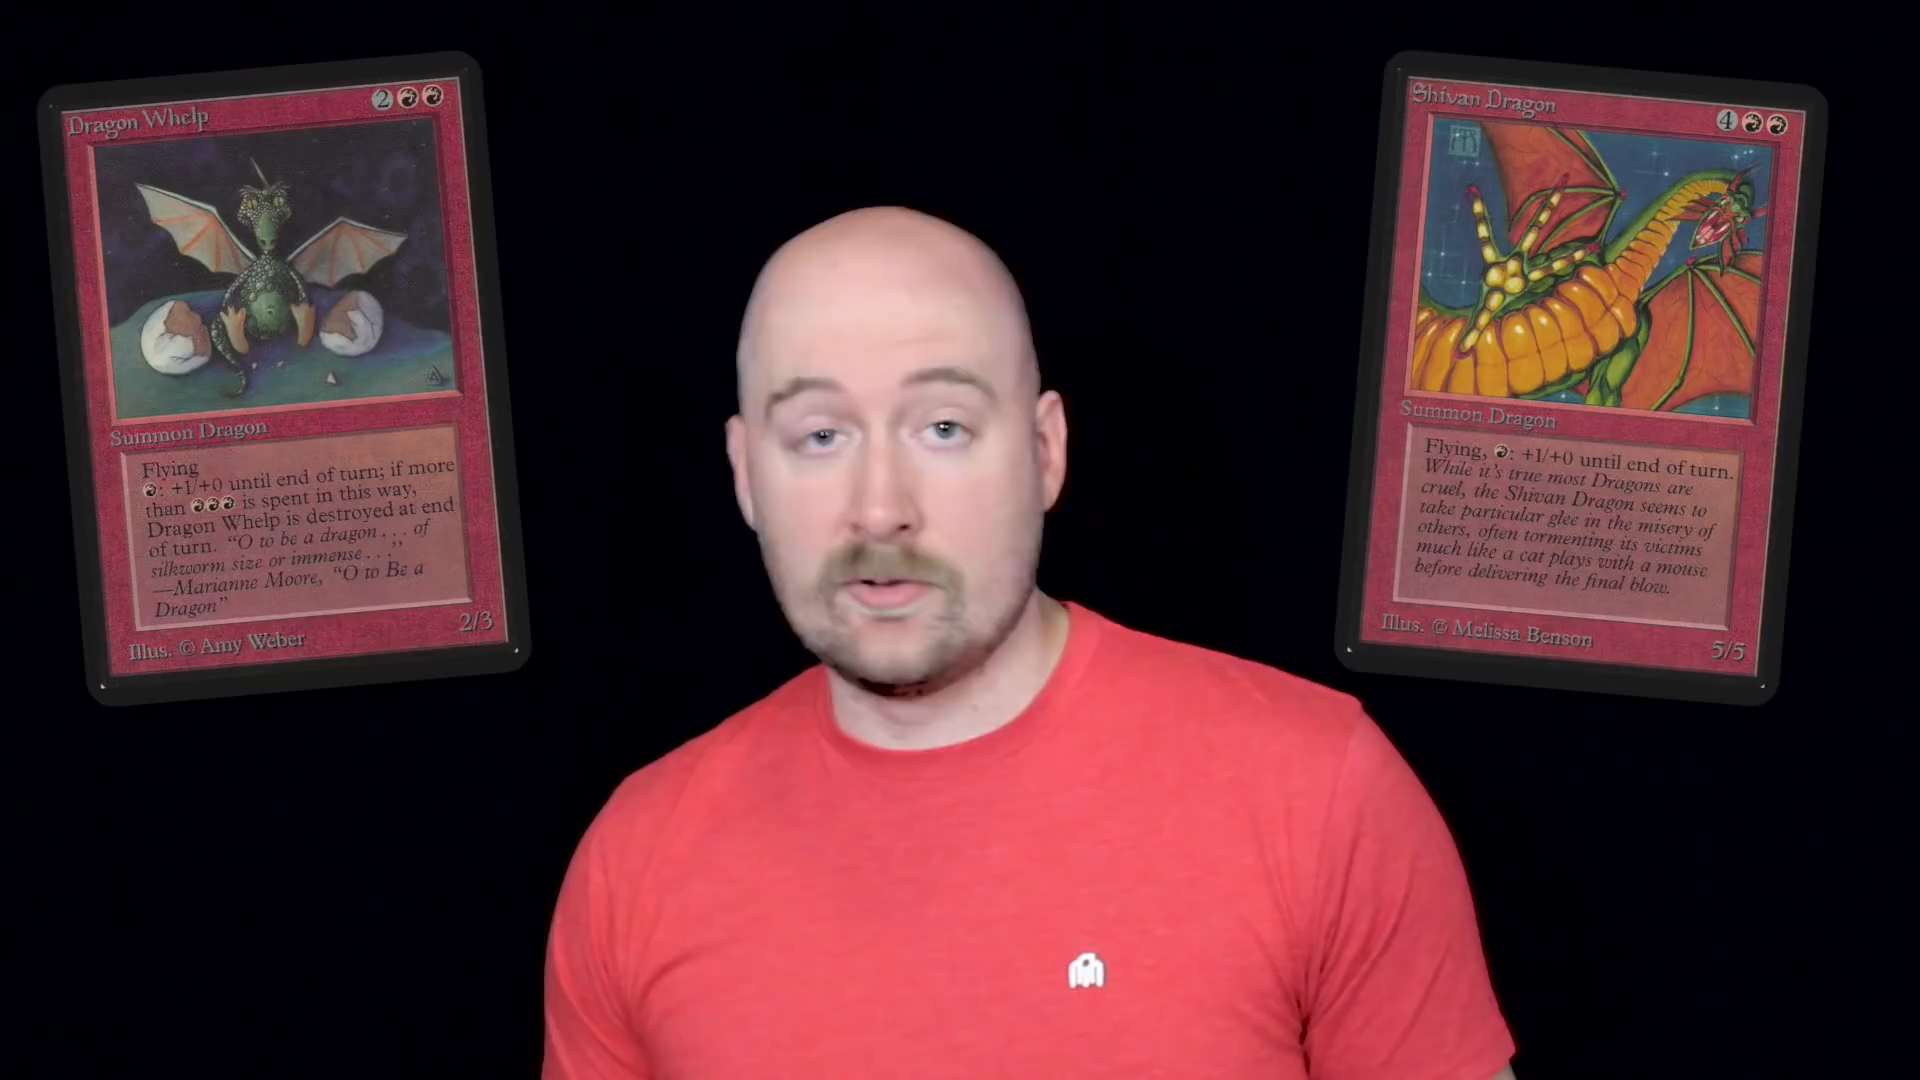 Dragon Whelp
2
Summon Dragon
Flying
: +1/+0 until end of turn; if more
than is spent in this way,
Dragon Whelp is destroyed at end
of turn. “O to be a dragon . . . of
silkworm size or immense . . .”
—Marianne Moore, “O to Be a
Dragon”
2/3
Illus. © Amy Weber
Shivan Dragon
4
Summon Dragon
Flying, : +1/+0 until end of turn.
While it’s true most Dragons are
cruel, the Shivan Dragon seems to
take particular glee in the misery of
others, often tormenting its victims
much like a cat plays with a mouse
before delivering the final blow.
Illus. © Melissa Benson
5/5